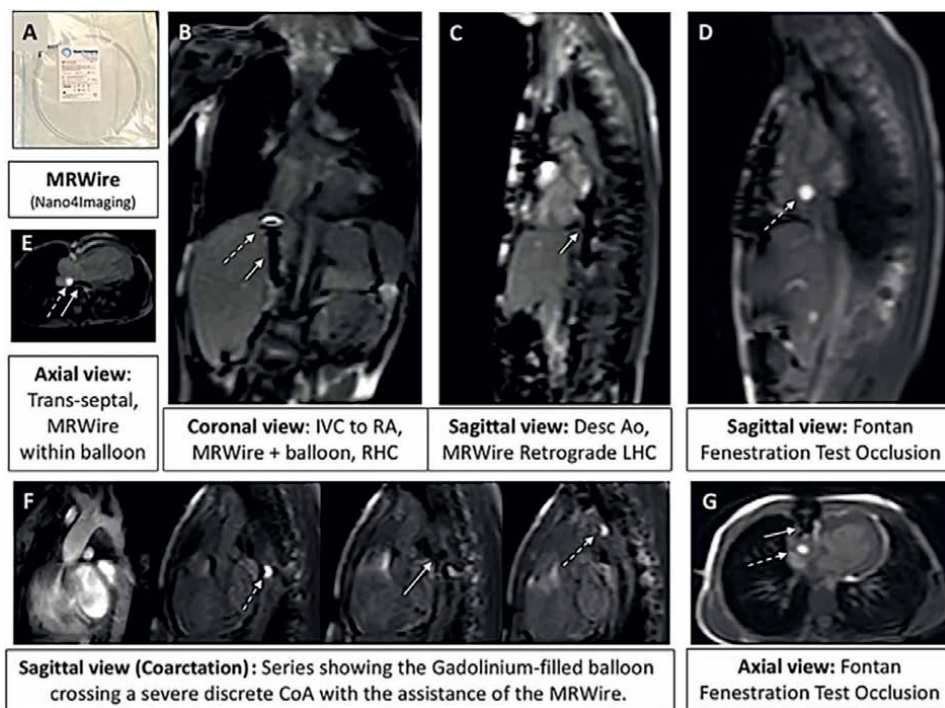 A
B
C
D
MRWire
(Nano4Imaging)
E
Axial view:
Trans-septal,
MRWire
within balloon
Coronal view: IVC to RA,
MRWire + balloon, RHC
Sagittal view: Desc Ao,
MRWire Retrograde LHC
Sagittal view: Fontan
Fenestration Test Occlusion
F
G
Sagittal view (Coarctation): Series showing the Gadolinium-filled balloon
crossing a severe discrete CoA with the assistance of the MRWire.
Axial view: Fontan
Fenestration Test Occlusion